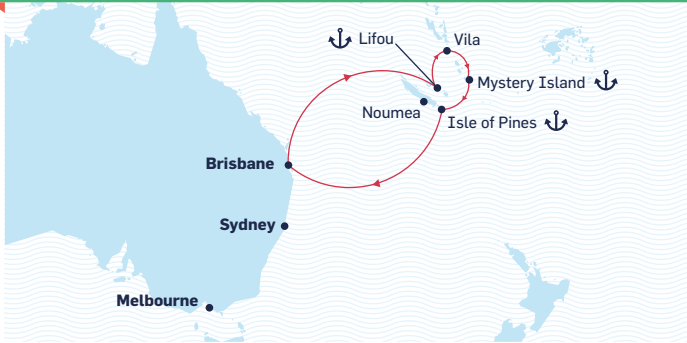 Lifou
Vila
Mystery Island
Noumea
Isle of Pines
Brisbane
Sydney
Melbourne